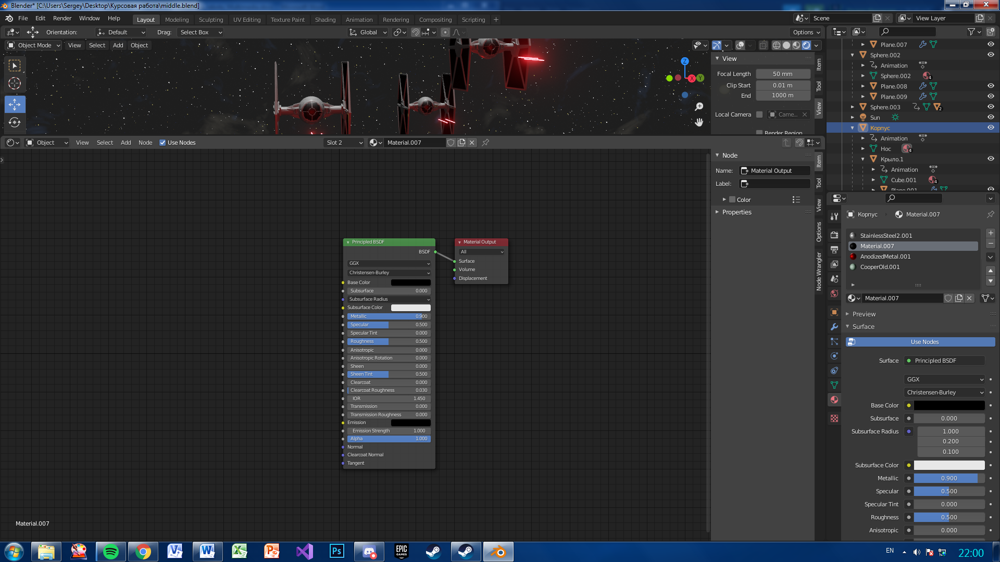 Blender* [C:\Users\Sergey\Desktop\Курсовая работа\middle.blend]
File Edit Render Window Help Layout Modeling Sculpting UV Editing Texture Paint Shading Animation Rendering Compositing Scripting + Scene View Layer
Orientation: Default Drag: Select Box Global Options
Object Mode View Select Add Object
View
Focal Length 50 mm
Clip Start 0.01 m
End 1000 m
Local Camera Came...
Render Region
Item
Tool
View
Z
X
Y
Plane.007
Sphere.002
Animation
Sphere.002 4
Plane.008
Plane.009
Sphere.003 2
Sun
Корпус
Animation
Нос 4
Крыло.1
Animation
Cube.001 4
Plane.001
Object View Select Add Node Use Nodes Slot 2 Material.007
Node
Name: Material Output
Label:
Color
Properties
Item
Tool
View
Options
Node Wrangler
Principled BSDF
BSDF
GGX
Christensen-Burley
Base Color
Subsurface 0.000
Subsurface Radius
Subsurface Color
Metallic 0.900
Specular 0.500
Specular Tint 0.000
Roughness 0.500
Anisotropic 0.000
Anisotropic Rotation 0.000
Sheen 0.000
Sheen Tint 0.500
Clearcoat 0.000
Clearcoat Roughness 0.030
IOR 1.450
Transmission 0.000
Transmission Roughness 0.000
Emission
Emission Strength 1.000
Alpha 1.000
Normal
Clearcoat Normal
Tangent
Material Output
All
Surface
Volume
Displacement
Material.007
Корпус Material.007
StainlessSteel2.001
Material.007
AnodizedMetal.001
CooperOld.001
Material.007
Preview
Surface
Use Nodes
Surface Principled BSDF
GGX
Christensen-Burley
Base Color
Subsurface 0.000
Subsurface Radius 1.000
0.200
0.100
Subsurface Color
Metallic 0.900
Specular 0.500
Specular Tint 0.000
Roughness 0.500
Anisotropic 0.000
Ps
EPIC GAMES
EN
22:00